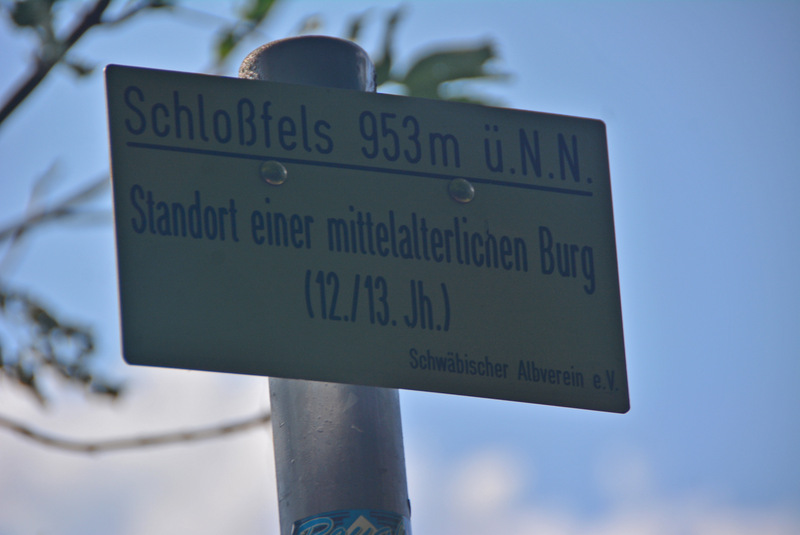 Schloßfels 953m ü.N.N.
Standort einer mittelalterlichen Burg
(12./13. Jh.)
Schwäbischer Albverein e.V.